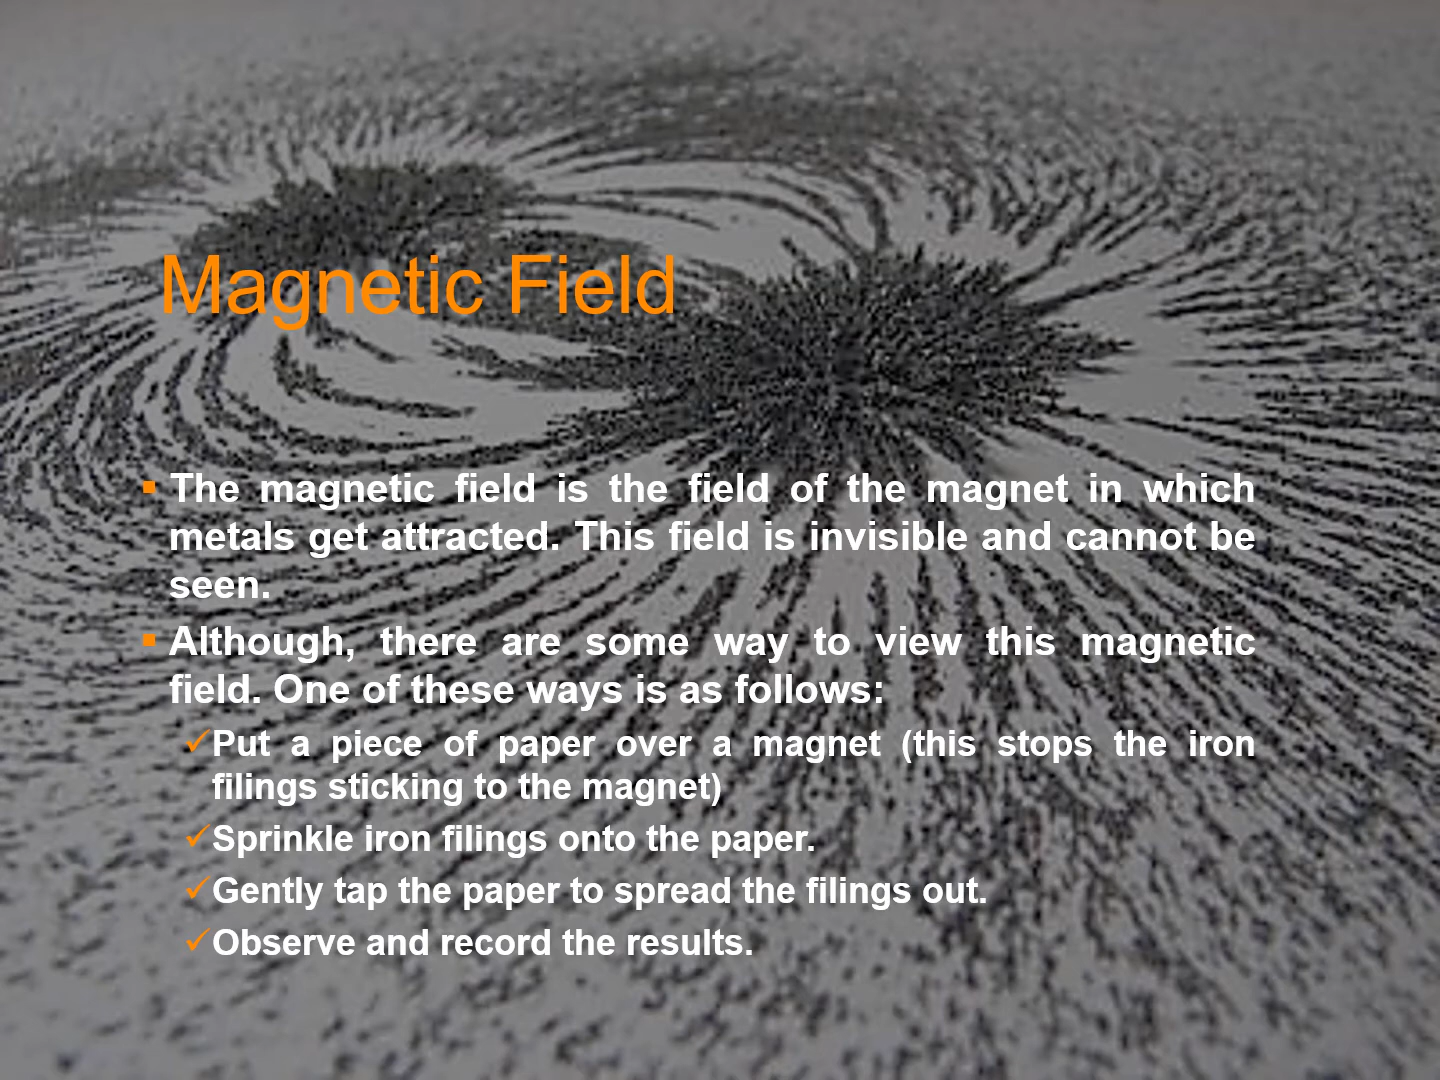 Magnetic Field
The magnetic field is the field of the magnet in which
metals get attracted. This field is invisible and cannot be
seen.
Although, there are some way to view this magnetic
field. One of these ways is as follows:
Put a piece of paper over a magnet (this stops the iron
filings sticking to the magnet)
Sprinkle iron filings onto the paper.
Gently tap the paper to spread the filings out.
Observe and record the results.